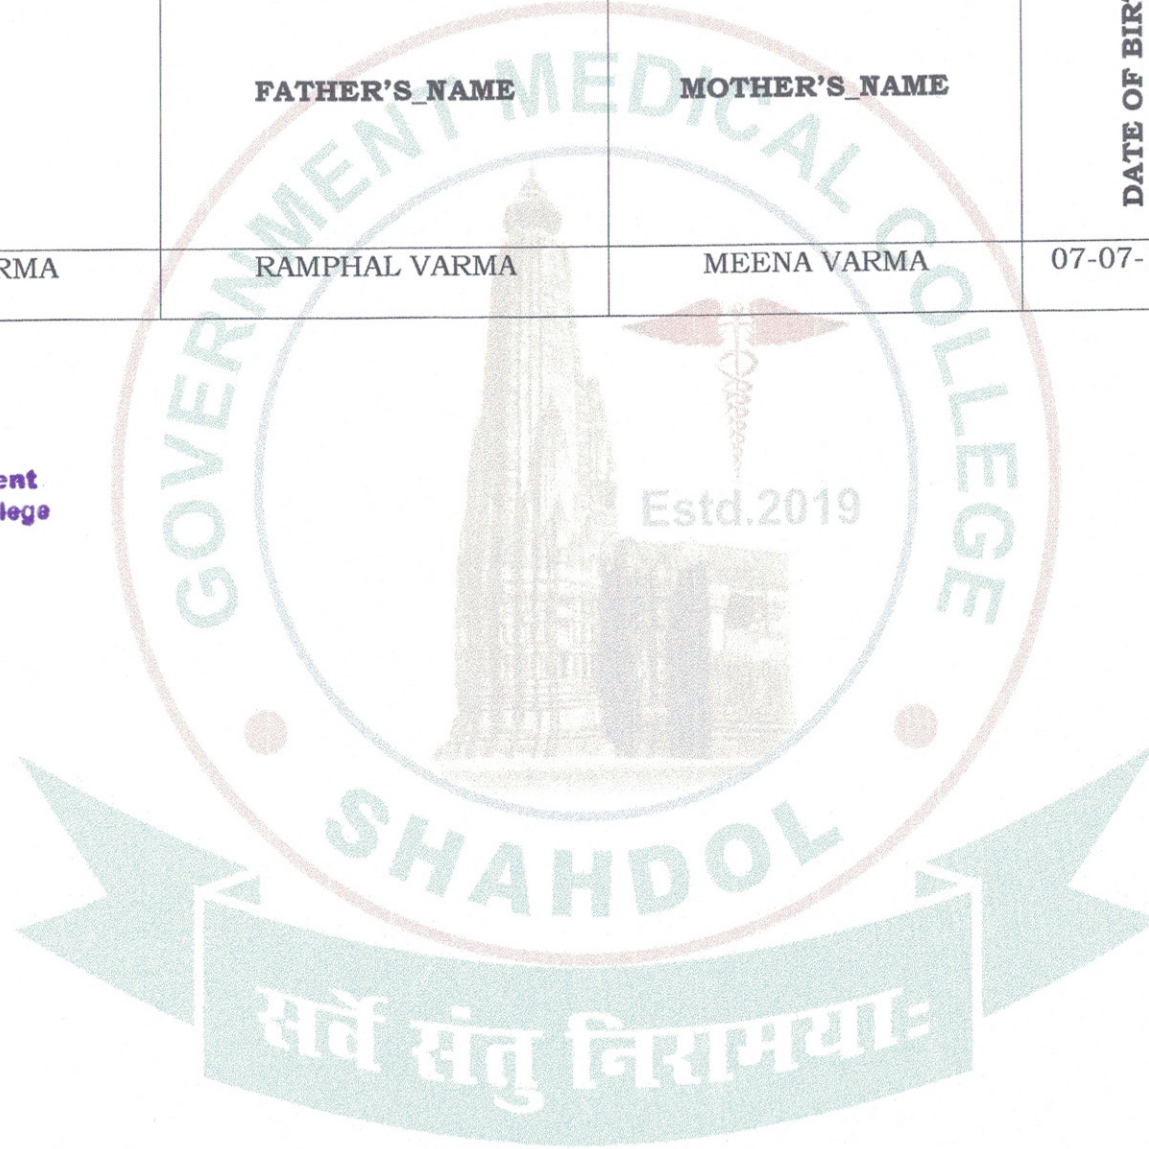 FATHER'S_NAME
MOTHER'S_NAME
DATE OF BIR
RMA
RAMPHAL VARMA
MEENA VARMA
07-07-
ent
lege
GOVERNMENT MEDICAL COLLEGE
Estd.2019
SHAHDOL
सर्वे संतु निरामयाः